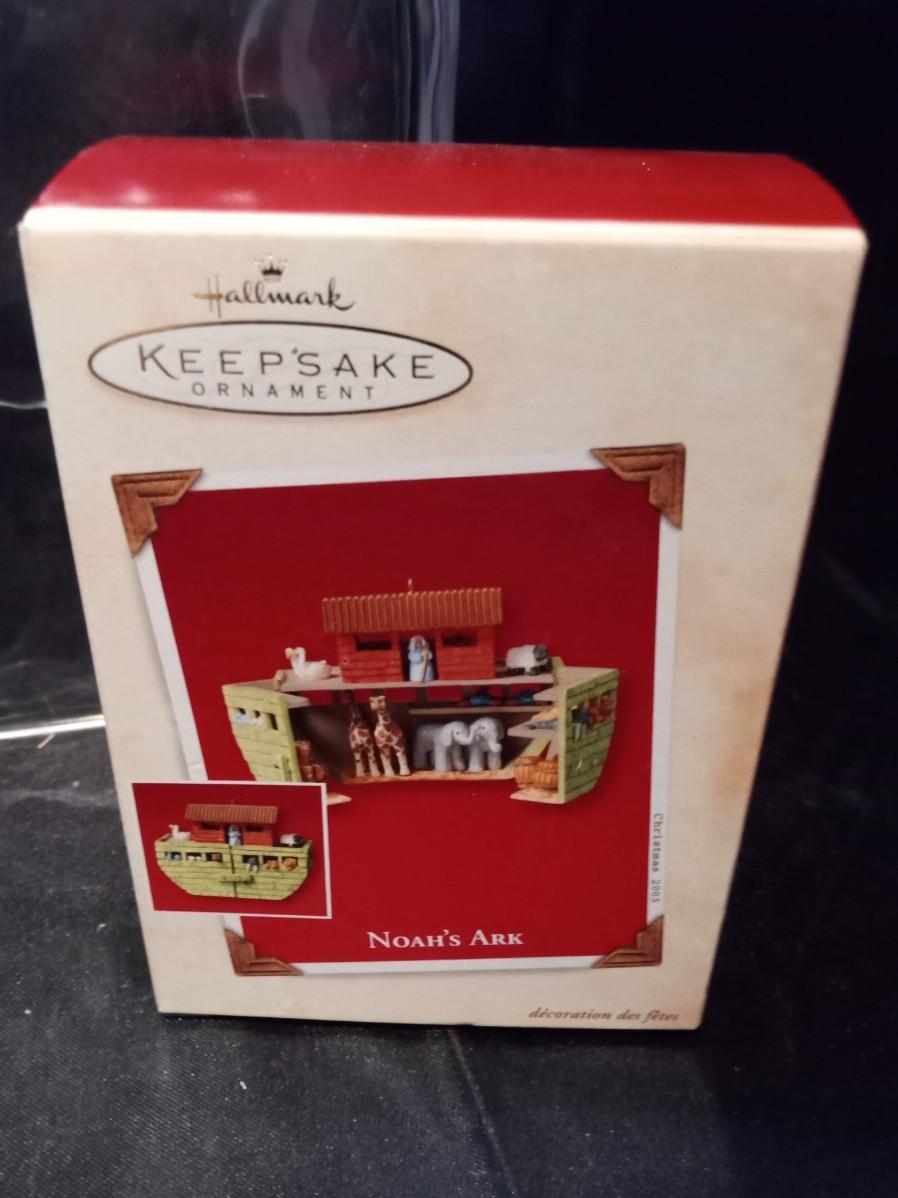 Hallmark
KEEPSAKE
ORNAMENT
Christmas 2003
NOAH'S ARK
décoration des fêtes